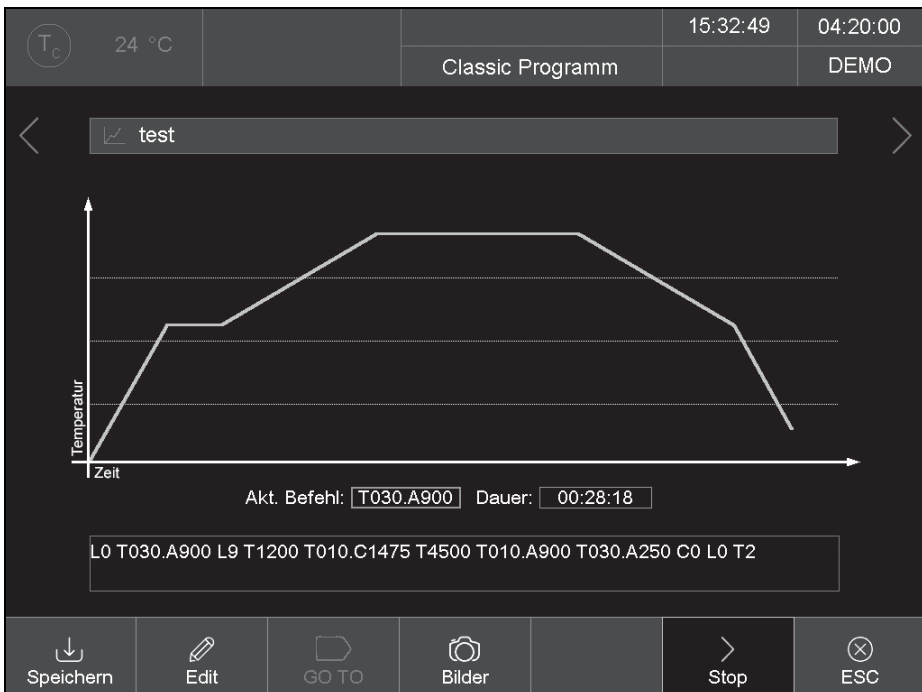 Tc 24 °C 15:32:49 04:20:00
Classic Programm DEMO
test
Temperatur
Zeit
Akt. Befehl: T030.A900 Dauer: 00:28:18
L0 T030.A900 L9 T1200 T010.C1475 T4500 T010.A900 T030.A250 C0 L0 T2
Speichern Edit GO TO Bilder Stop ESC